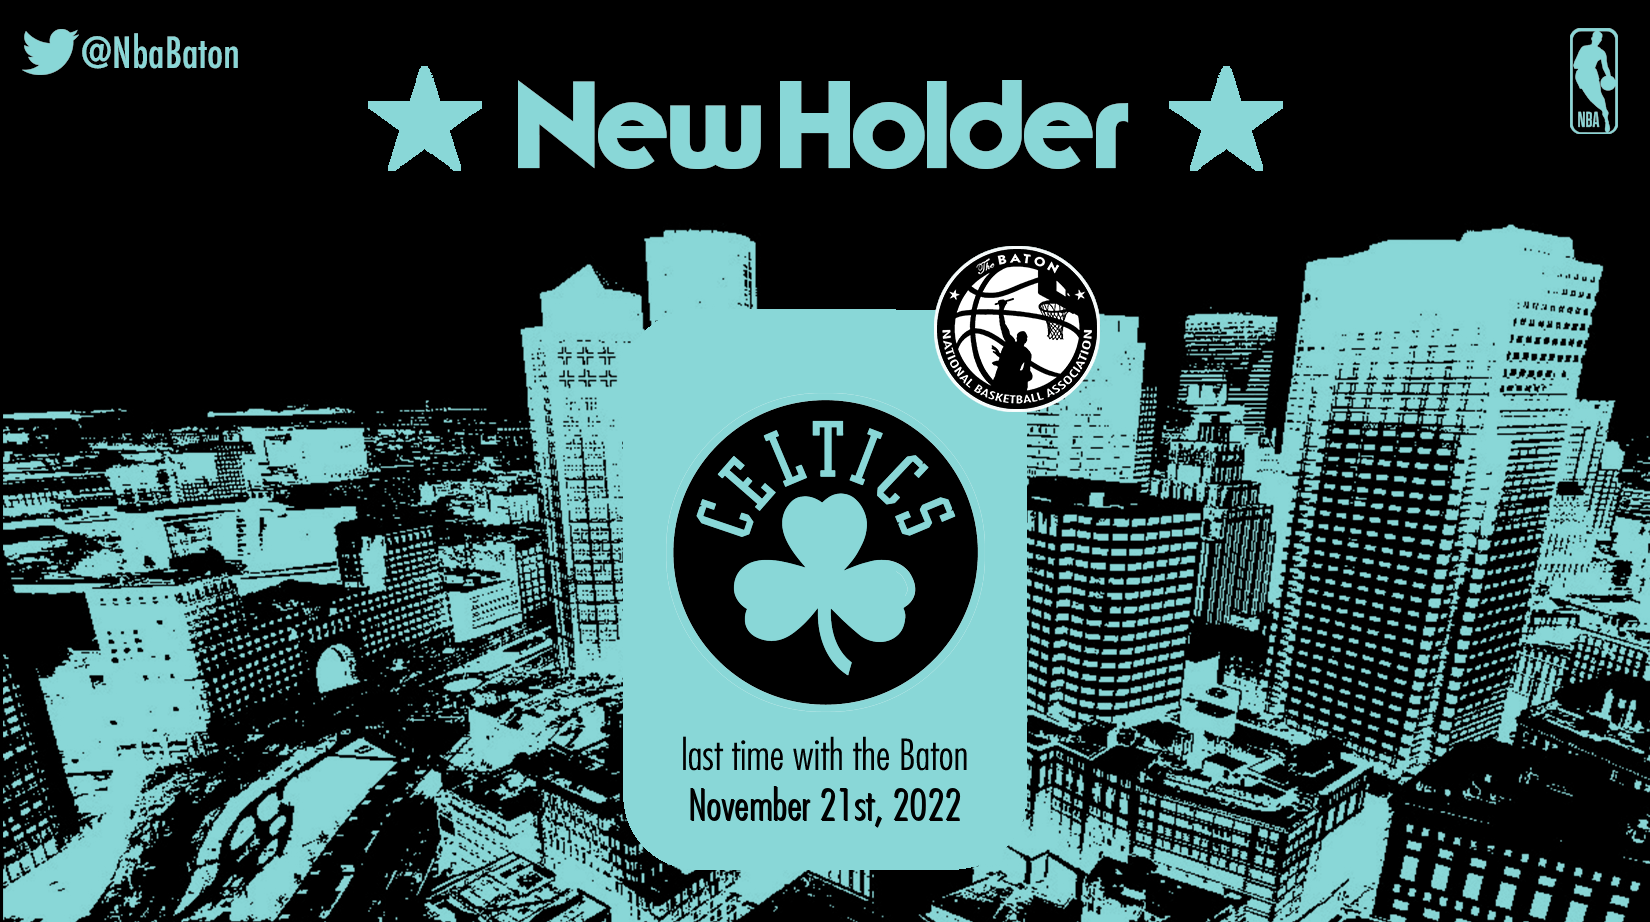 @NbaBaton
NBA
New Holder
The BATON
NATIONAL BASKETBALL ASSOCIATION
CELTICS
last time with the Baton
November 21st, 2022